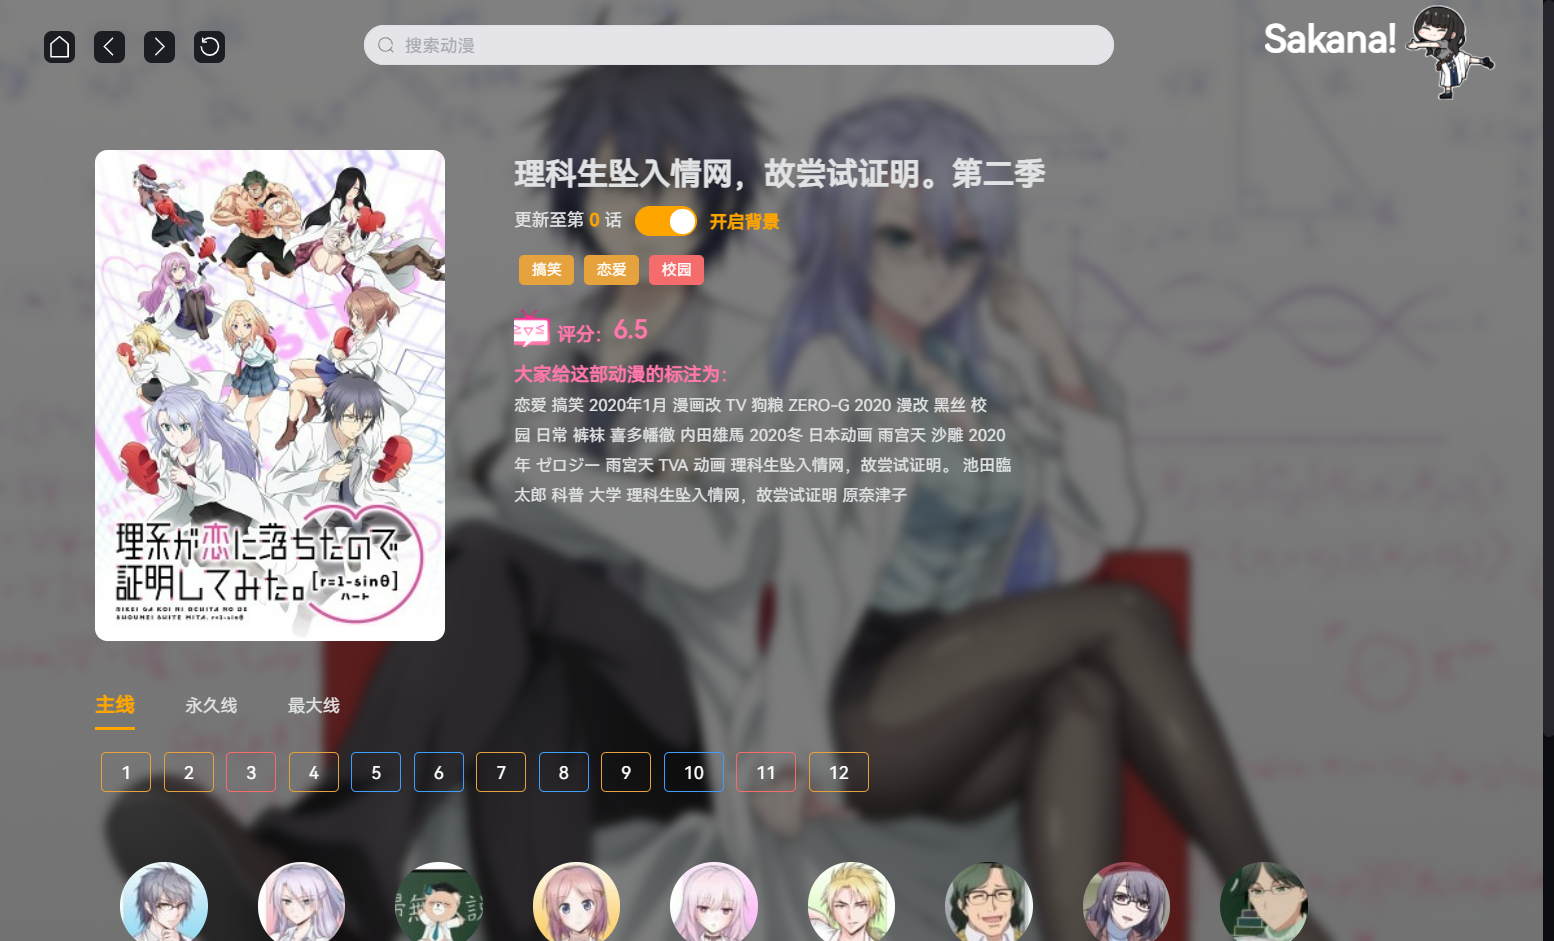 搜索动漫
Sakana!
理科生坠入情网，故尝试证明。第二季
更新至第 0 话 开启背景
搞笑 恋爱 校园
评分： 6.5
大家给这部动漫的标注为：
恋爱 搞笑 2020年1月 漫画改 TV 狗粮 ZERO-G 2020 漫改 黑丝 校
园 日常 裤袜 喜多幡徹 内田雄馬 2020冬 日本动画 雨宫天 沙雕 2020
年 ゼロジー 雨宮天 TVA 动画 理科生坠入情网，故尝试证明。 池田臨
太郎 科普 大学 理科生坠入情网，故尝试证明 原奈津子
理系が恋に落ちたので
証明してみた。[r=1-sinθ]
ハート
RIKEI GA KOI NI OCHITA NO DE
SHOUMEI SHITE MITA. r=1-sinθ
主线 永久线 最大线
1 2 3 4 5 6 7 8 9 10 11 12